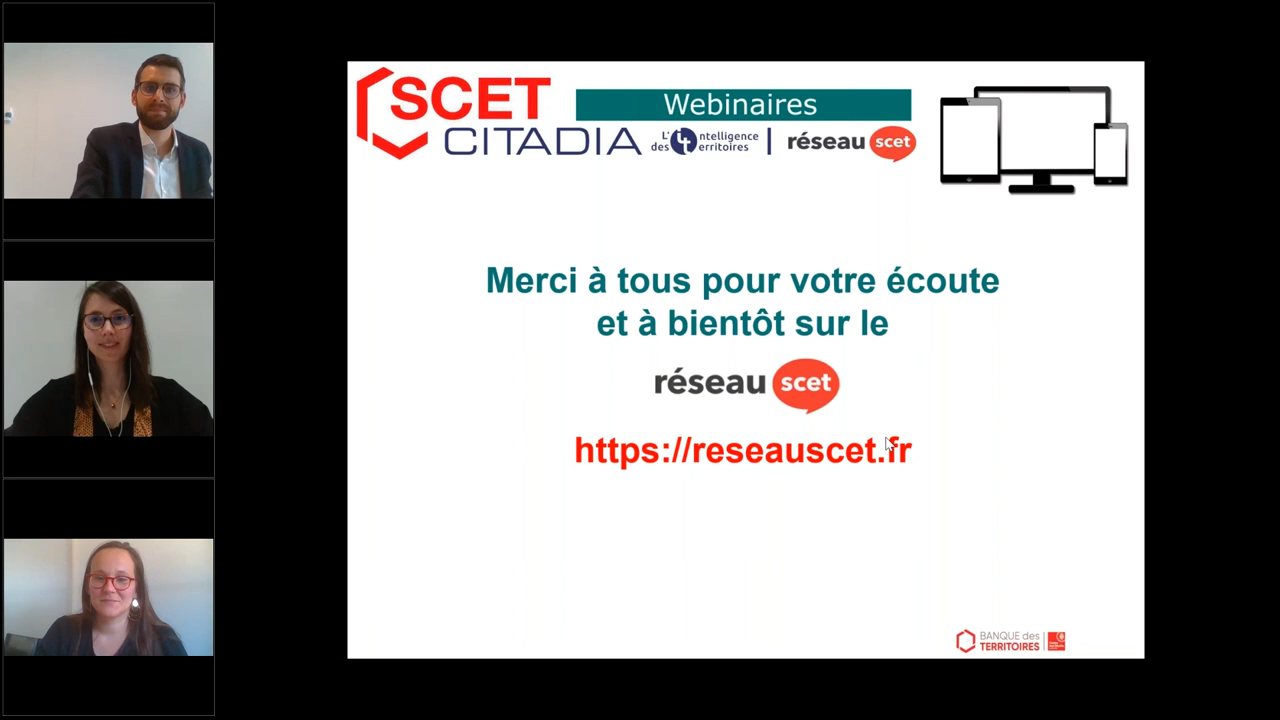 SCET
Webinaires
CITADIA
L'Intelligence
des Territoires
réseau scet
Merci à tous pour votre écoute
et à bientôt sur le
réseau scet
https://reseauscet.fr
BANQUE des
TERRITOIRES